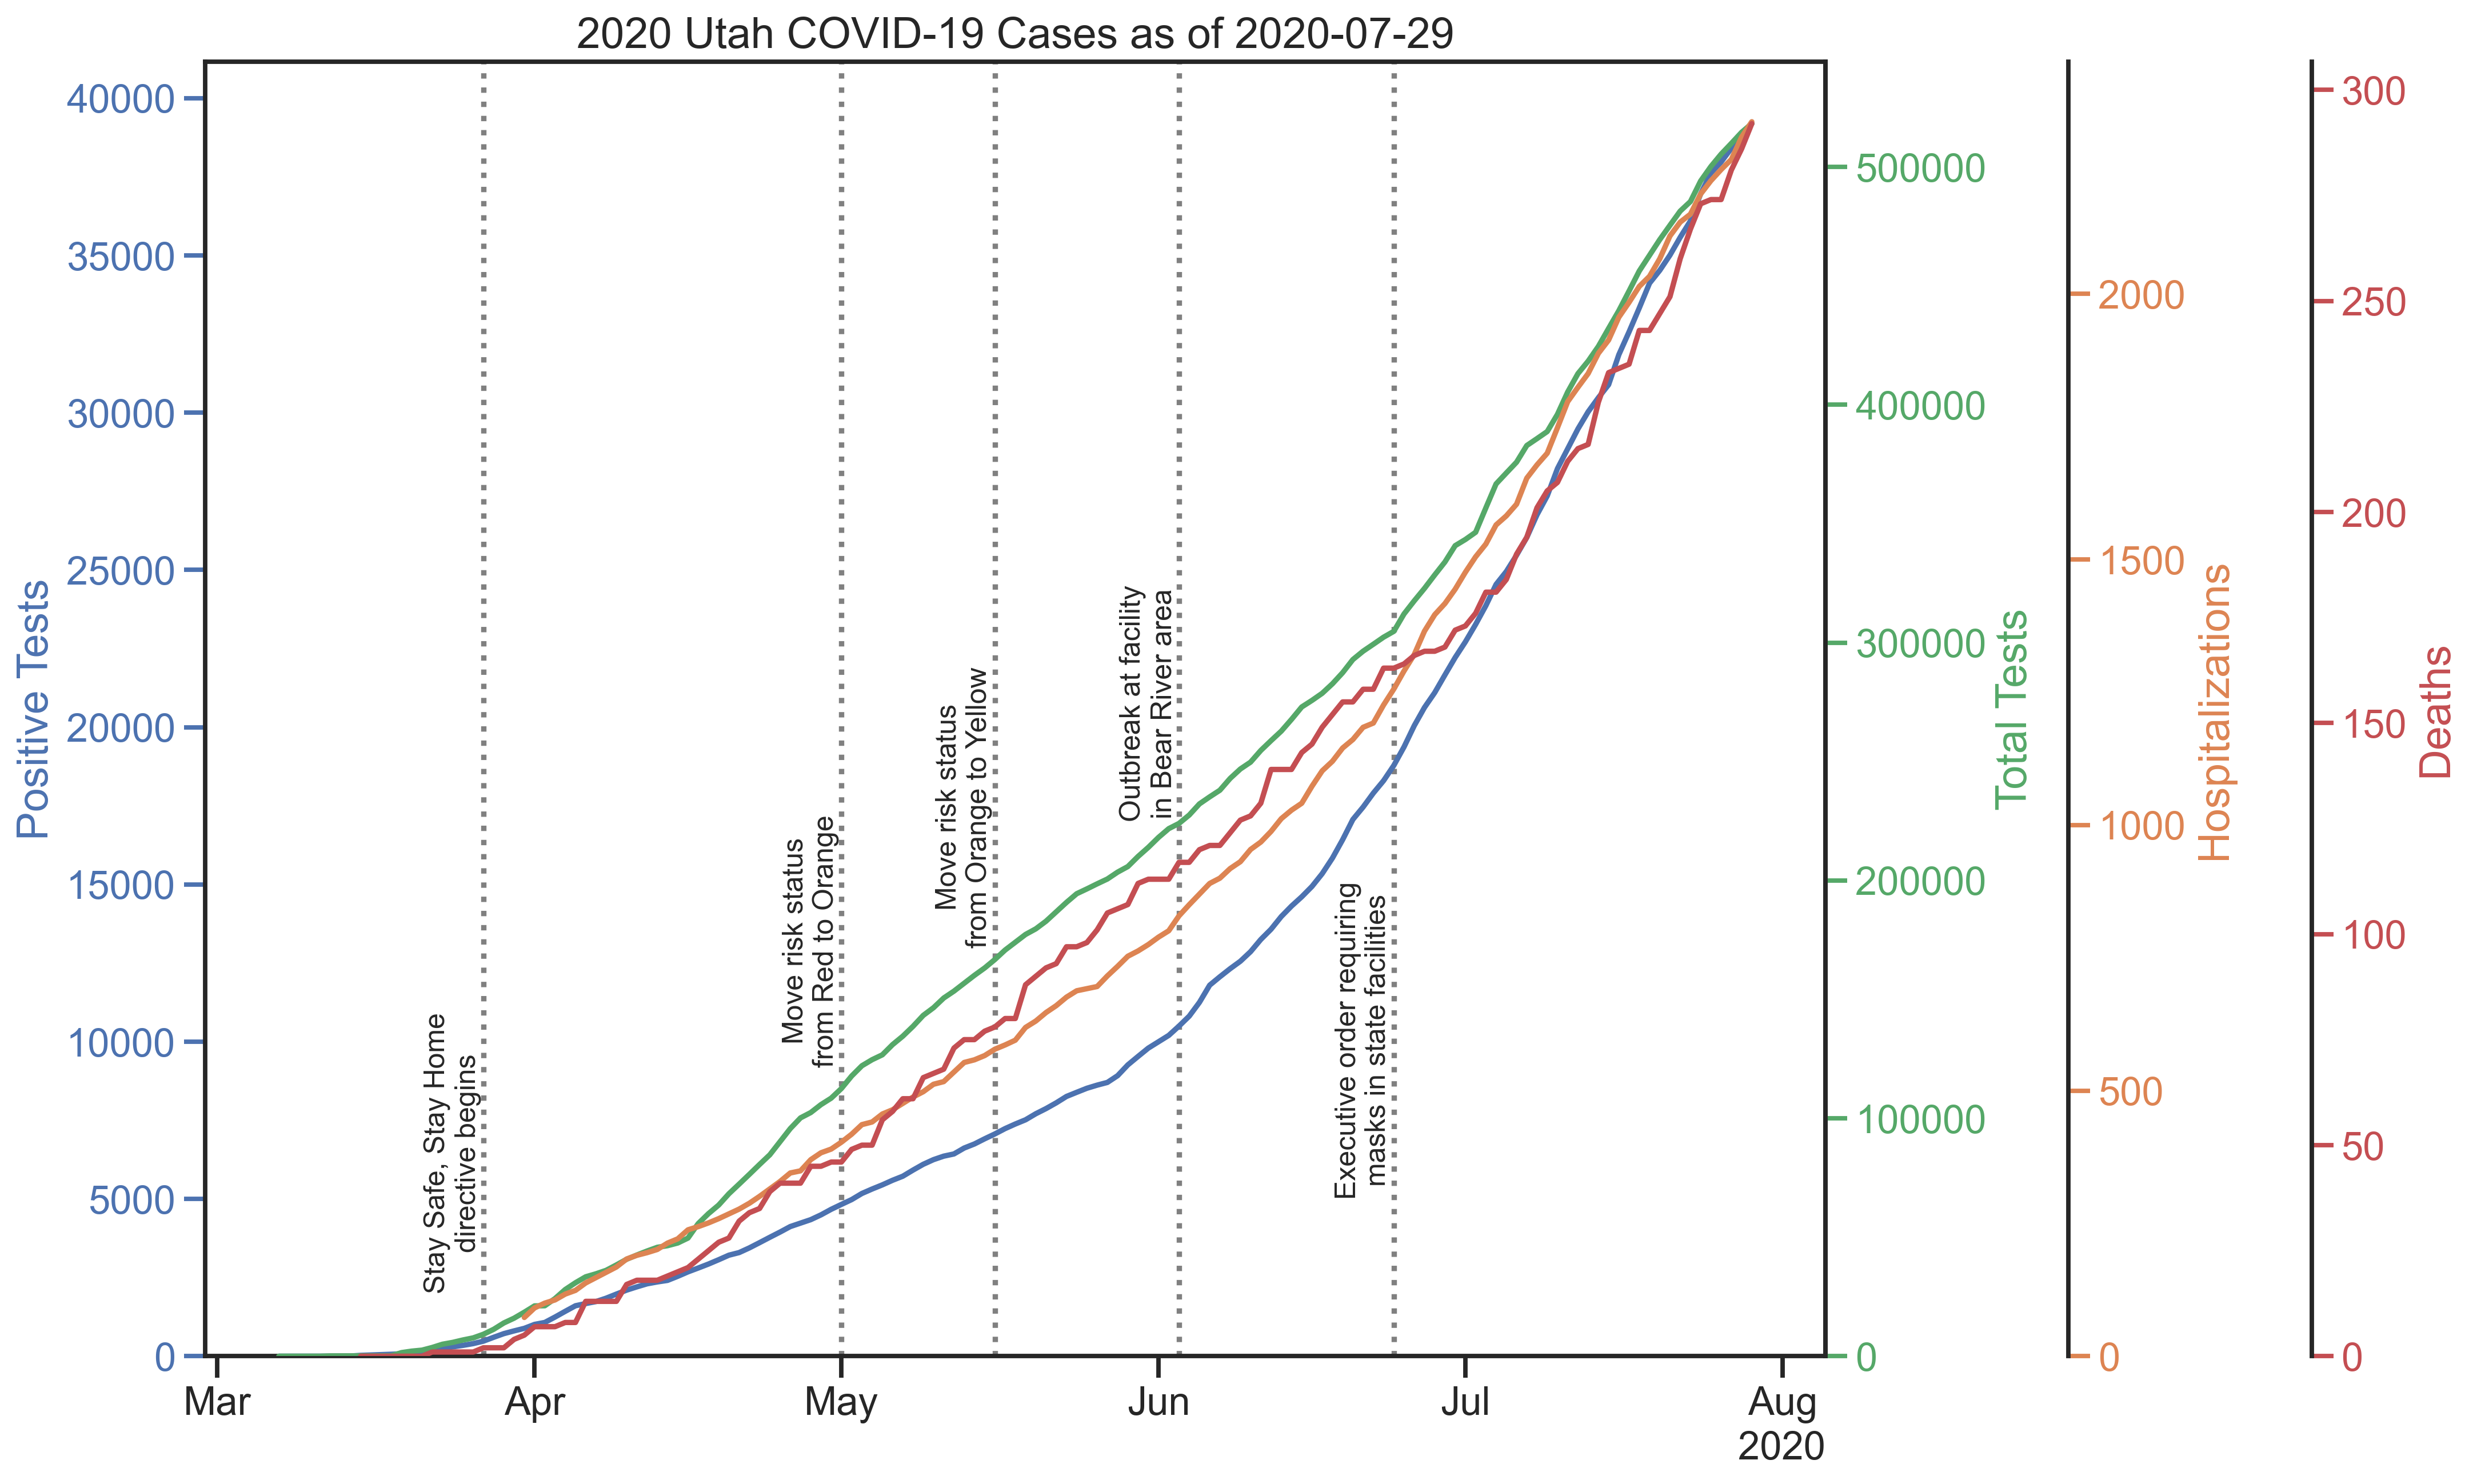 2020 Utah COVID-19 Cases as of 2020-07-29
Positive Tests
40000
35000
30000
25000
20000
15000
10000
5000
0
Stay Safe, Stay Home
directive begins
Move risk status
from Red to Orange
Move risk status
from Orange to Yellow
Outbreak at facility
in Bear River area
Executive order requiring
masks in state facilities
500000
400000
300000
200000
100000
0
Total Tests
2000
1500
1000
500
0
Hospitalizations
300
250
200
150
100
50
0
Deaths
Mar
Apr
May
Jun
Jul
Aug
2020